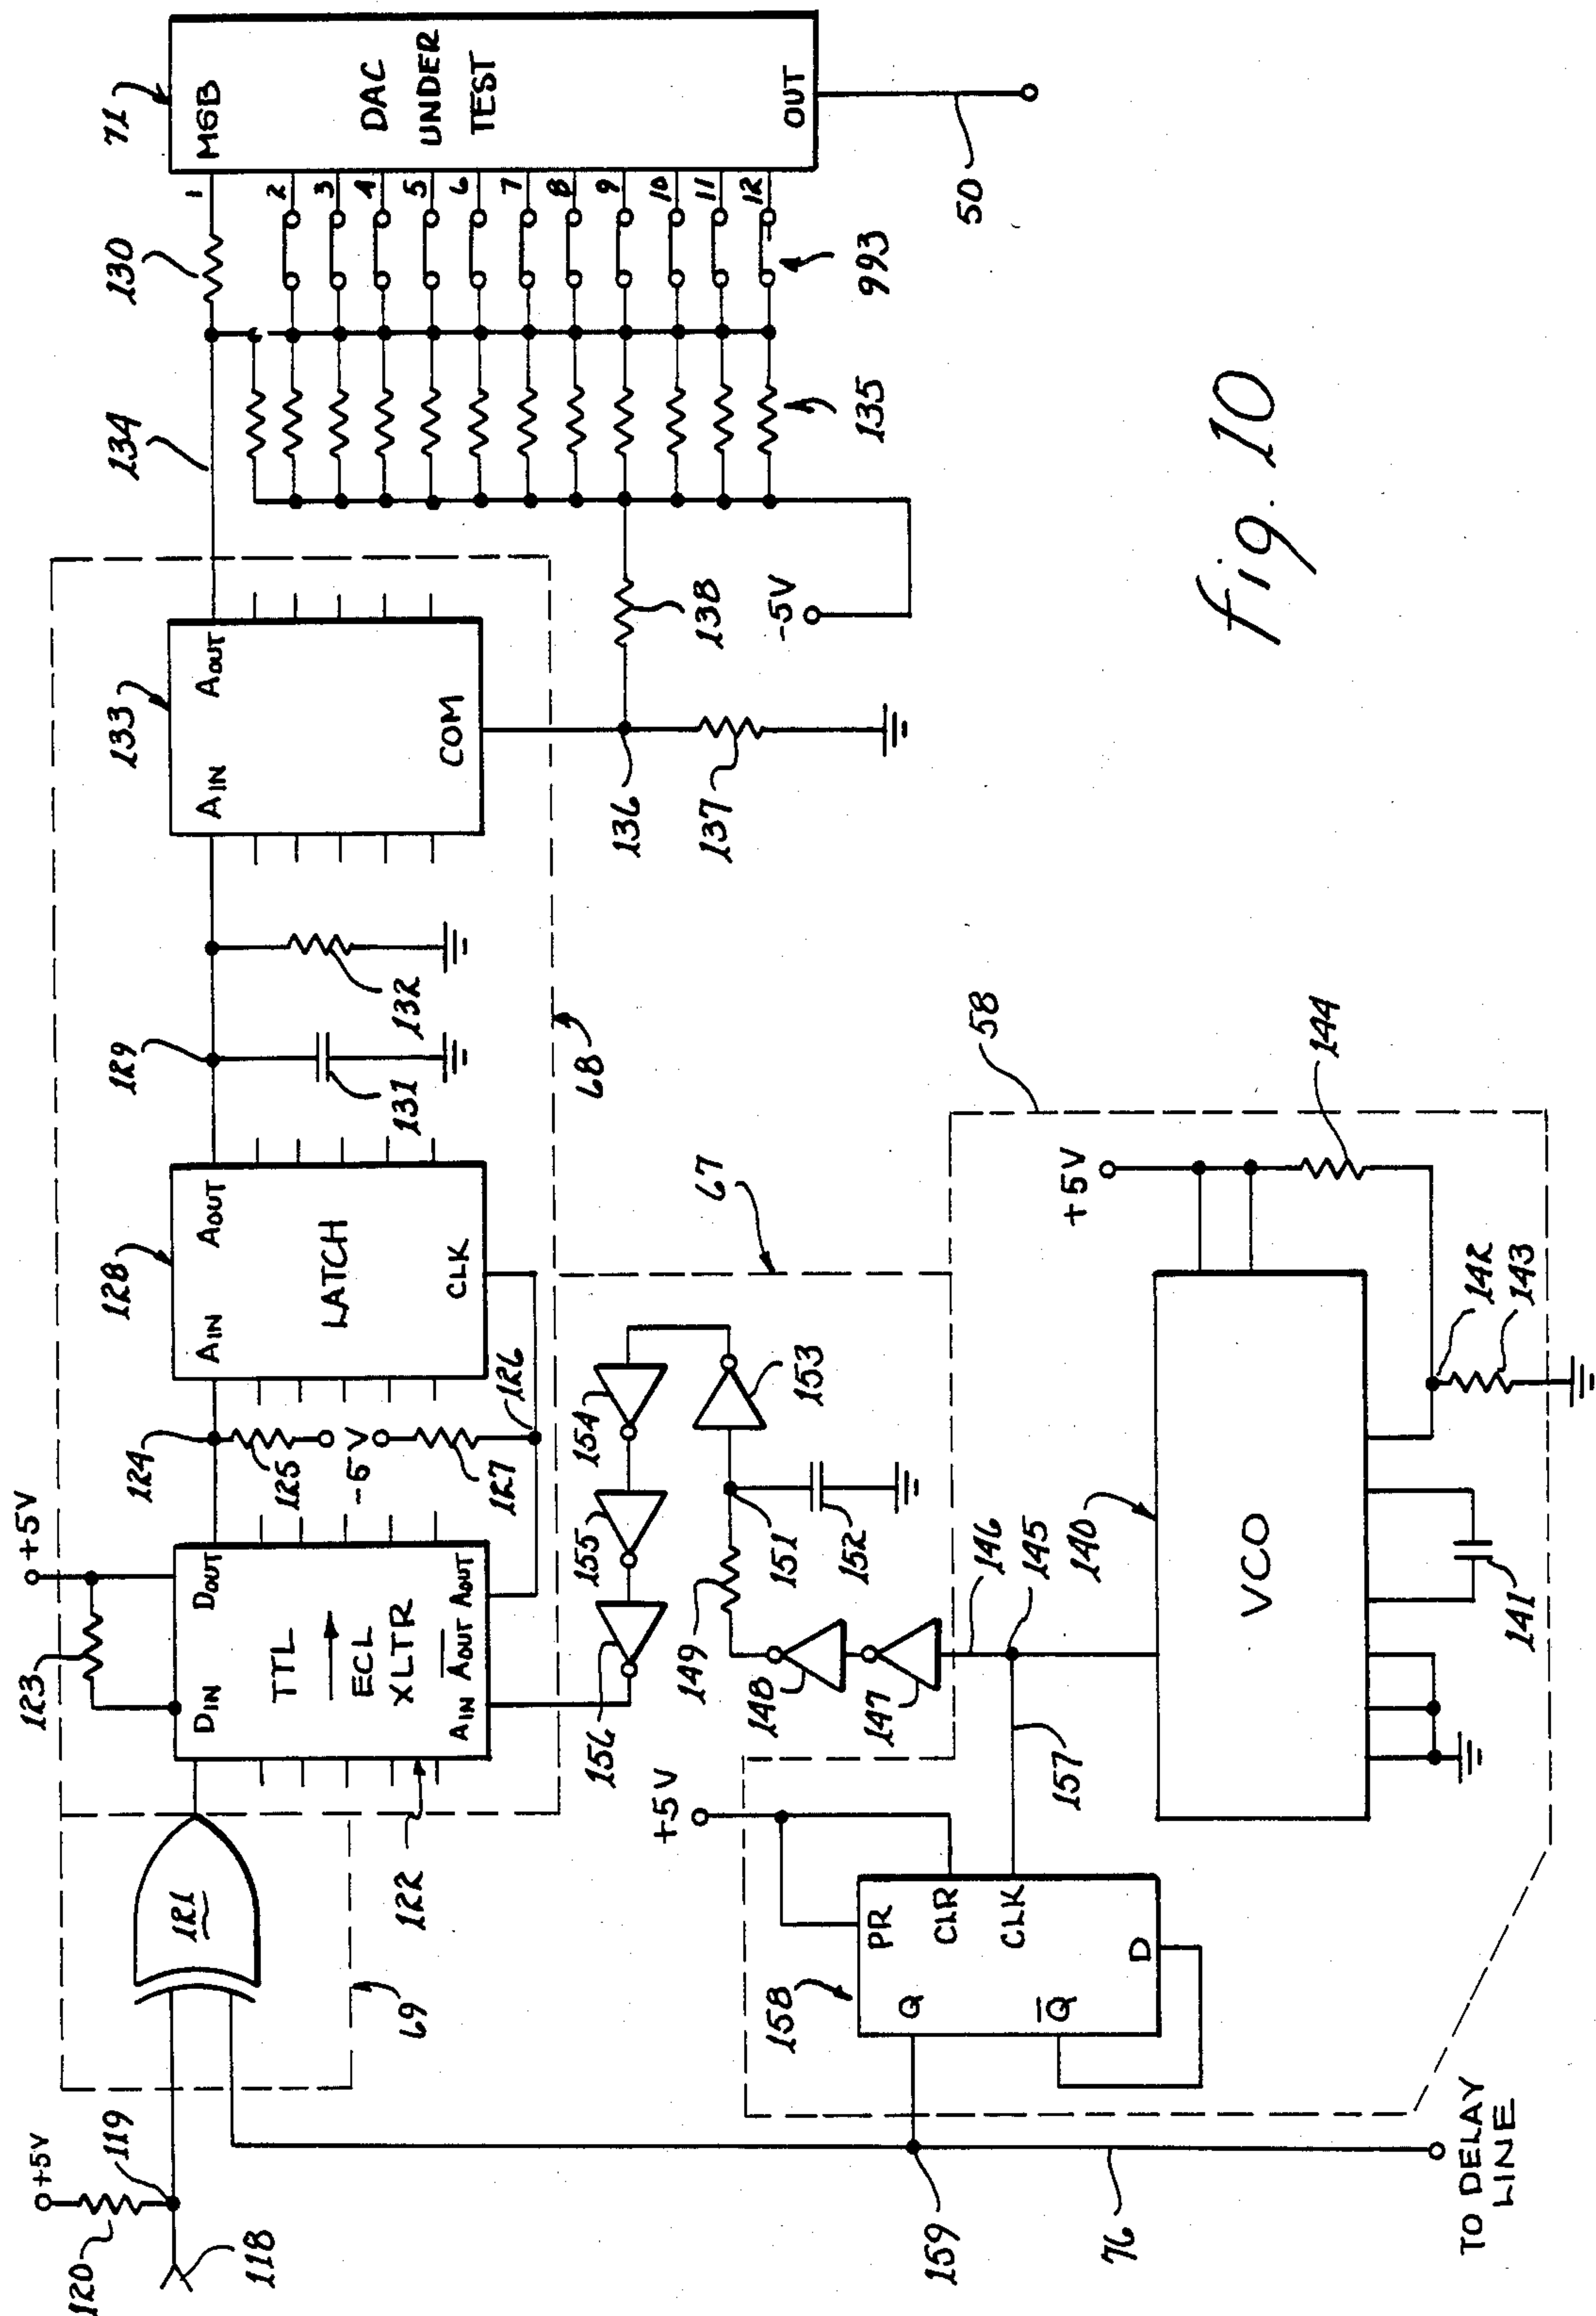 +5V
120
119
118
121
69
+5V
123
DIN
DOUT
TTL
ECL
XLTR
AIN
AOUT
AOUT
122
124
125
-5V
127
126
128
AIN
AOUT
LATCH
CLK
129
131
132
68
133
AIN
AOUT
COM
136
137
138
-5V
134
135
130
993
71
MSB
1
2
3
4
5
6
7
8
9
10
11
12
DAC
UNDER
TEST
OUT
50
67
154
155
156
153
151
152
149
148
147
146
145
157
+5V
158
PR
CLR
CLK
Q
Q
D
159
76
TO DELAY
LINE
58
140
VCO
141
142
143
144
+5V
Fig. 10